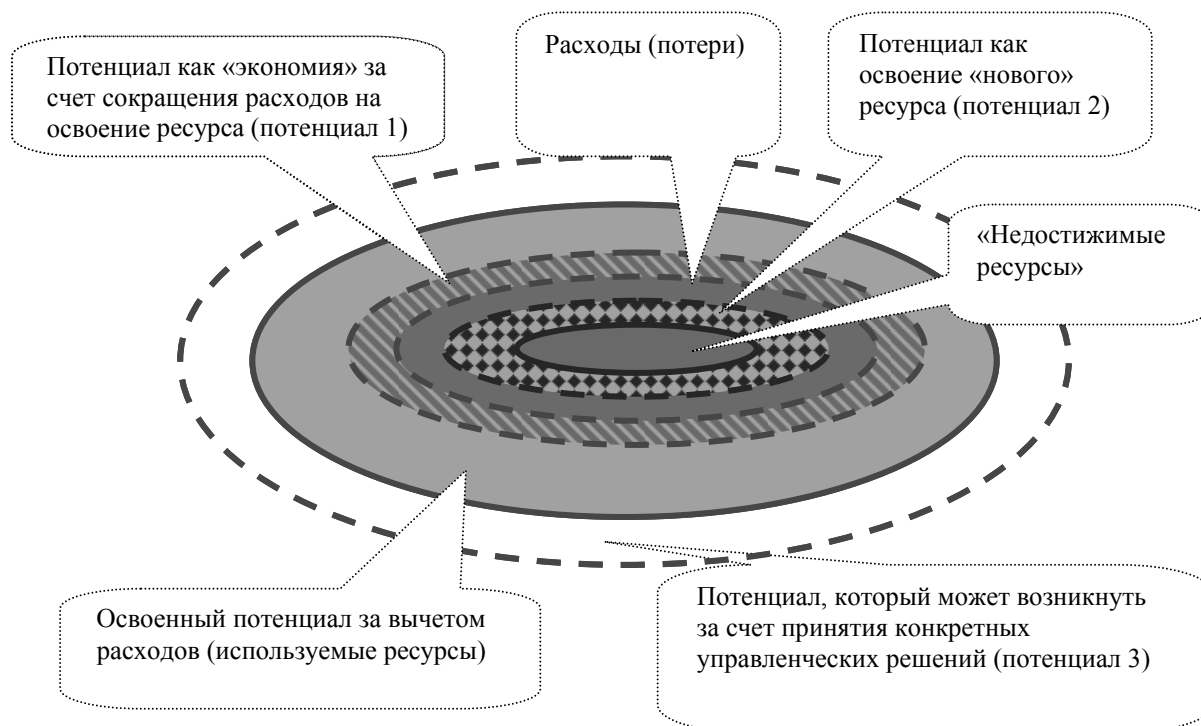 Потенциал как «экономия» за
счет сокращения расходов на
освоение ресурса (потенциал 1)
Расходы (потери)
Потенциал как
освоение «нового»
ресурса (потенциал 2)
«Недостижимые
ресурсы»
Освоенный потенциал за вычетом
расходов (используемые ресурсы)
Потенциал, который может возникнуть
за счет принятия конкретных
управленческих решений (потенциал 3)